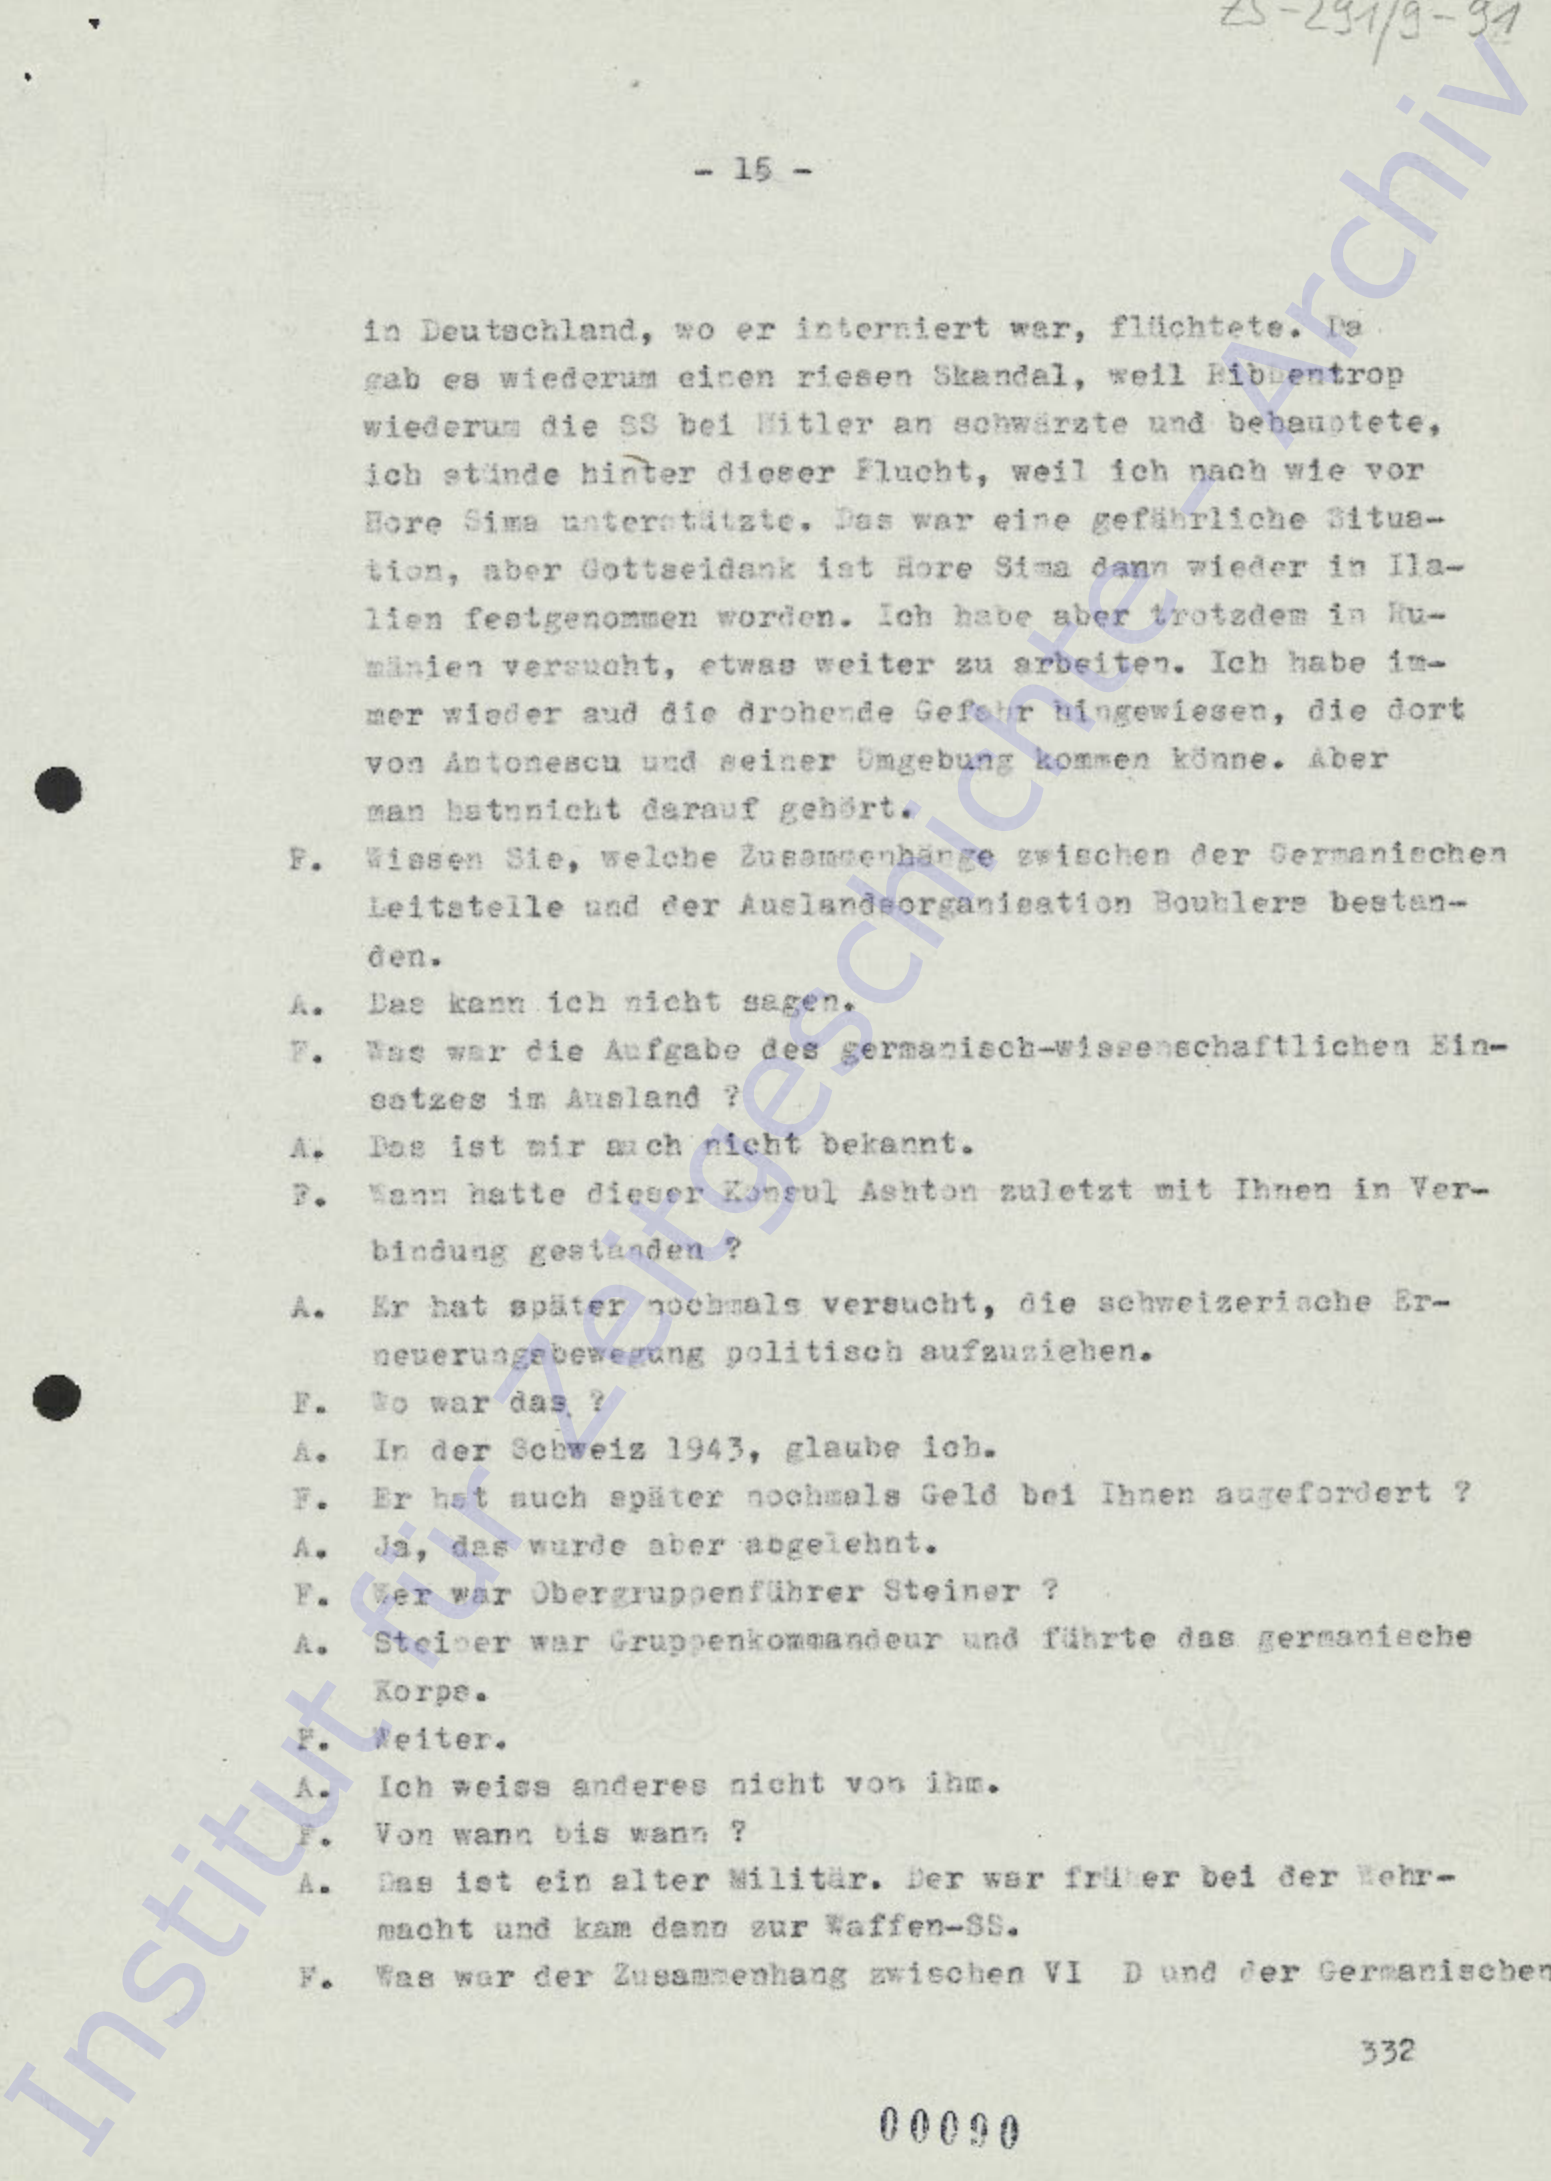 ZS-291/9-91
- 15 -
in Deutschland, wo er interniert war, flüchtete. Da
gab es wiederum einen riesen Skandal, weil Ribbentrop
wiederum die SS bei Hitler an schwärzte und behauptete,
ich stünde hinter dieser Flucht, weil ich nach wie vor
Hore Sima unterstützte. Das war eine gefährliche Situa-
tion, aber Gottseidank ist Hore Sima dann wieder in Ila-
lien festgenommen worden. Ich habe aber trotzdem in Ru-
mänien versucht, etwas weiter zu arbeiten. Ich habe im-
mer wieder aud die drohende Gefahr hingewiesen, die dort
von Antonescu und seiner Umgebung kommen könne. Aber
man hatnnicht darauf gehört.
F. Wissen Sie, welche Zusammenhänge zwischen der Germanischen
Leitstelle und der Auslandsorganisation Bouhlers bestan-
den.
A. Das kann ich nicht sagen.
F. Was war die Aufgabe des germanisch-wissenschaftlichen Ein-
satzes im Ausland ?
A. Das ist mir auch nicht bekannt.
F. Wann hatte dieser Konsul Ashton zuletzt mit Ihnen in Ver-
bindung gestanden ?
A. Er hat später nochmals versucht, die schweizerische Er-
neuerungsbewegung politisch aufzuziehen.
F. Wo war das ?
A. In der Schweiz 1943, glaube ich.
F. Er hat auch später nochmals Geld bei Ihnen angefordert ?
A. Ja, das wurde aber abgelehnt.
F. Wer war Obergruppenführer Steiner ?
A. Steiner war Gruppenkommandeur und führte das germanische
Korps.
F. Weiter.
A. Ich weiss anderes nicht von ihm.
F. Von wann bis wann ?
A. Das ist ein alter Militär. Der war früher bei der Wehr-
macht und kam dann zur Waffen-SS.
F. Was war der Zusammenhang zwischen VI D und der Germanischen
332
00090
Institut für Zeitgeschichte - Archiv